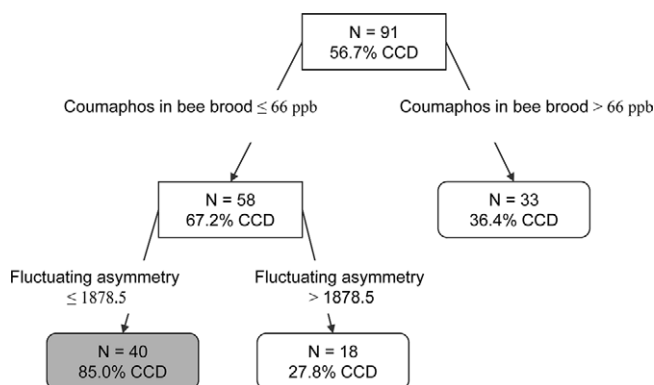 N = 91
56.7% CCD
Coumaphos in bee brood ≤ 66 ppb
Coumaphos in bee brood > 66 ppb
N = 58
67.2% CCD
N = 33
36.4% CCD
Fluctuating asymmetry
≤ 1878.5
Fluctuating asymmetry
> 1878.5
N = 40
85.0% CCD
N = 18
27.8% CCD